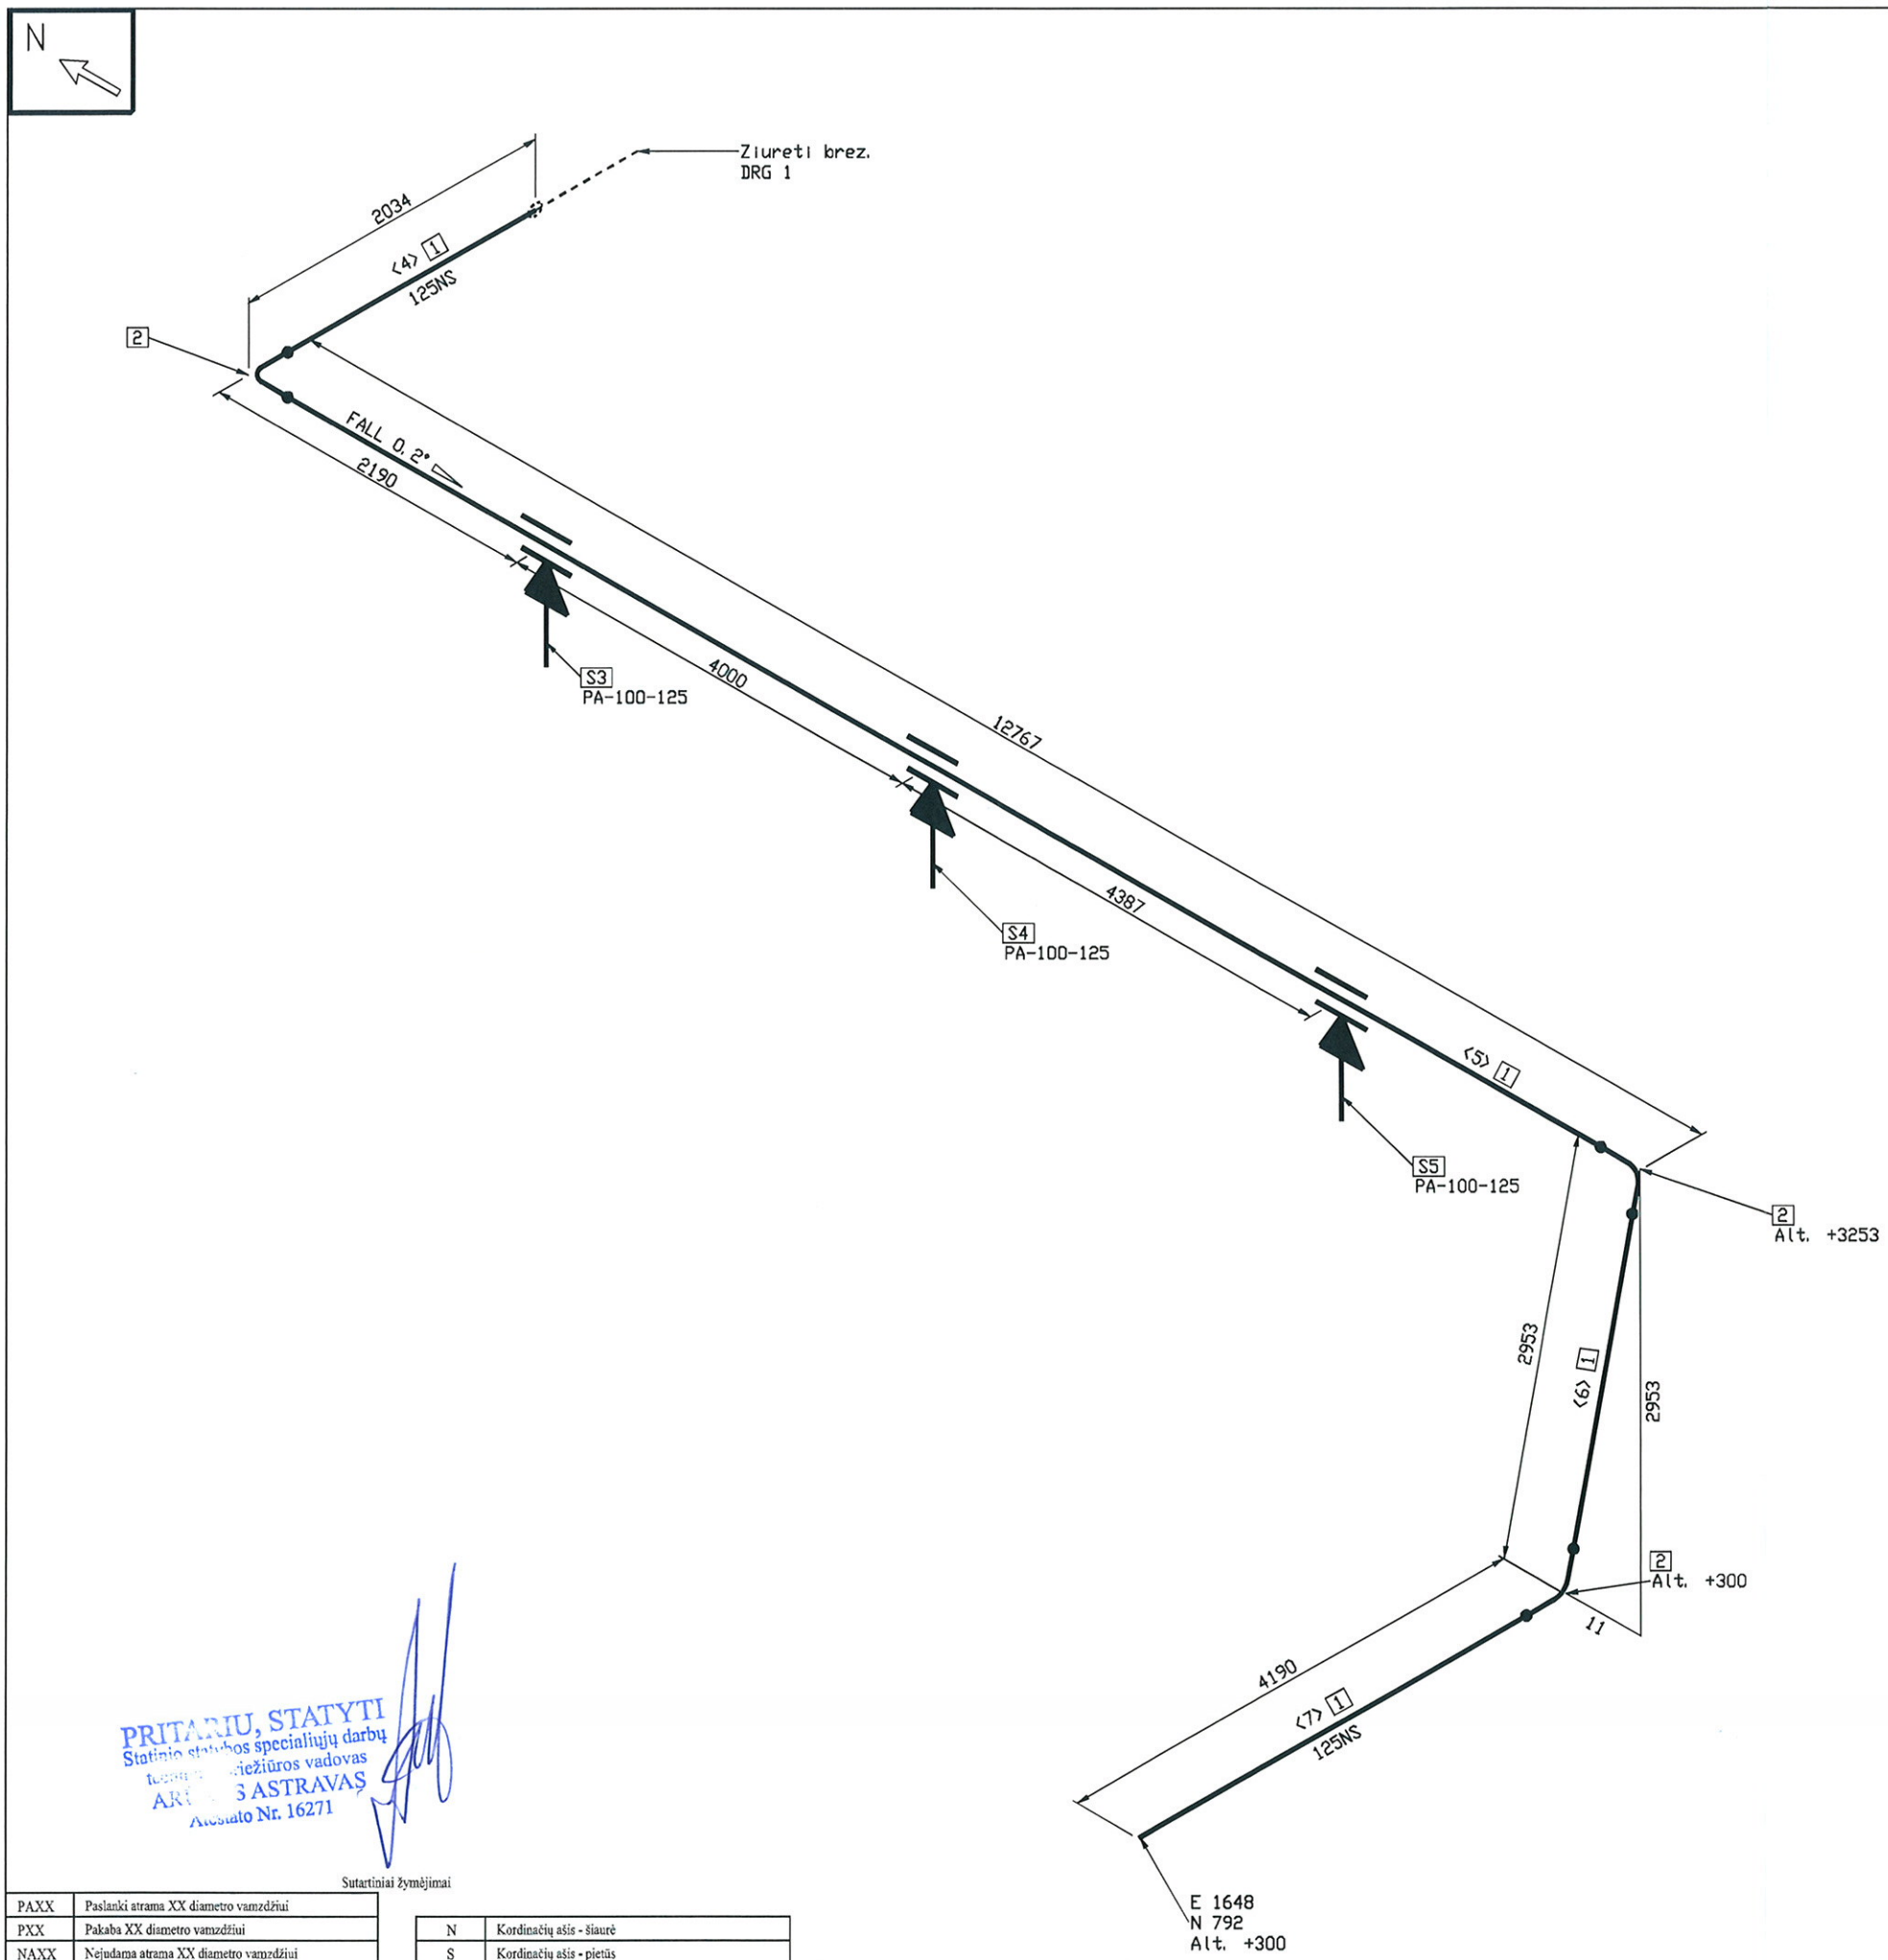 N
Ziureti brez.
DRG 1
2034
<4> 1
125NS
2
FALL 0.2°
2190
S3
PA-100-125
4000
12767
S4
PA-100-125
4387
<5> 1
S5
PA-100-125
2
Alt. +3253
2953
<6> 1
2953
2
Alt. +300
11
4190
<7> 1
125NS
E 1648
N 792
Alt. +300
PRITARIU, STATYTI
Statinio statybos specialiųjų darbų
vadovas
ASTRAVAS
Atestato Nr. 16271
Sutartiniai žymėjimai
PAXX Paslanki atrama XX diametro vamzdžiui
PXX Pakaba XX diametro vamzdžiui
NAXX Nejudama atrama XX diametro vamzdžiui
N Kordinačių ašis - šiaurė
S Kordinačių ašis - pietūs